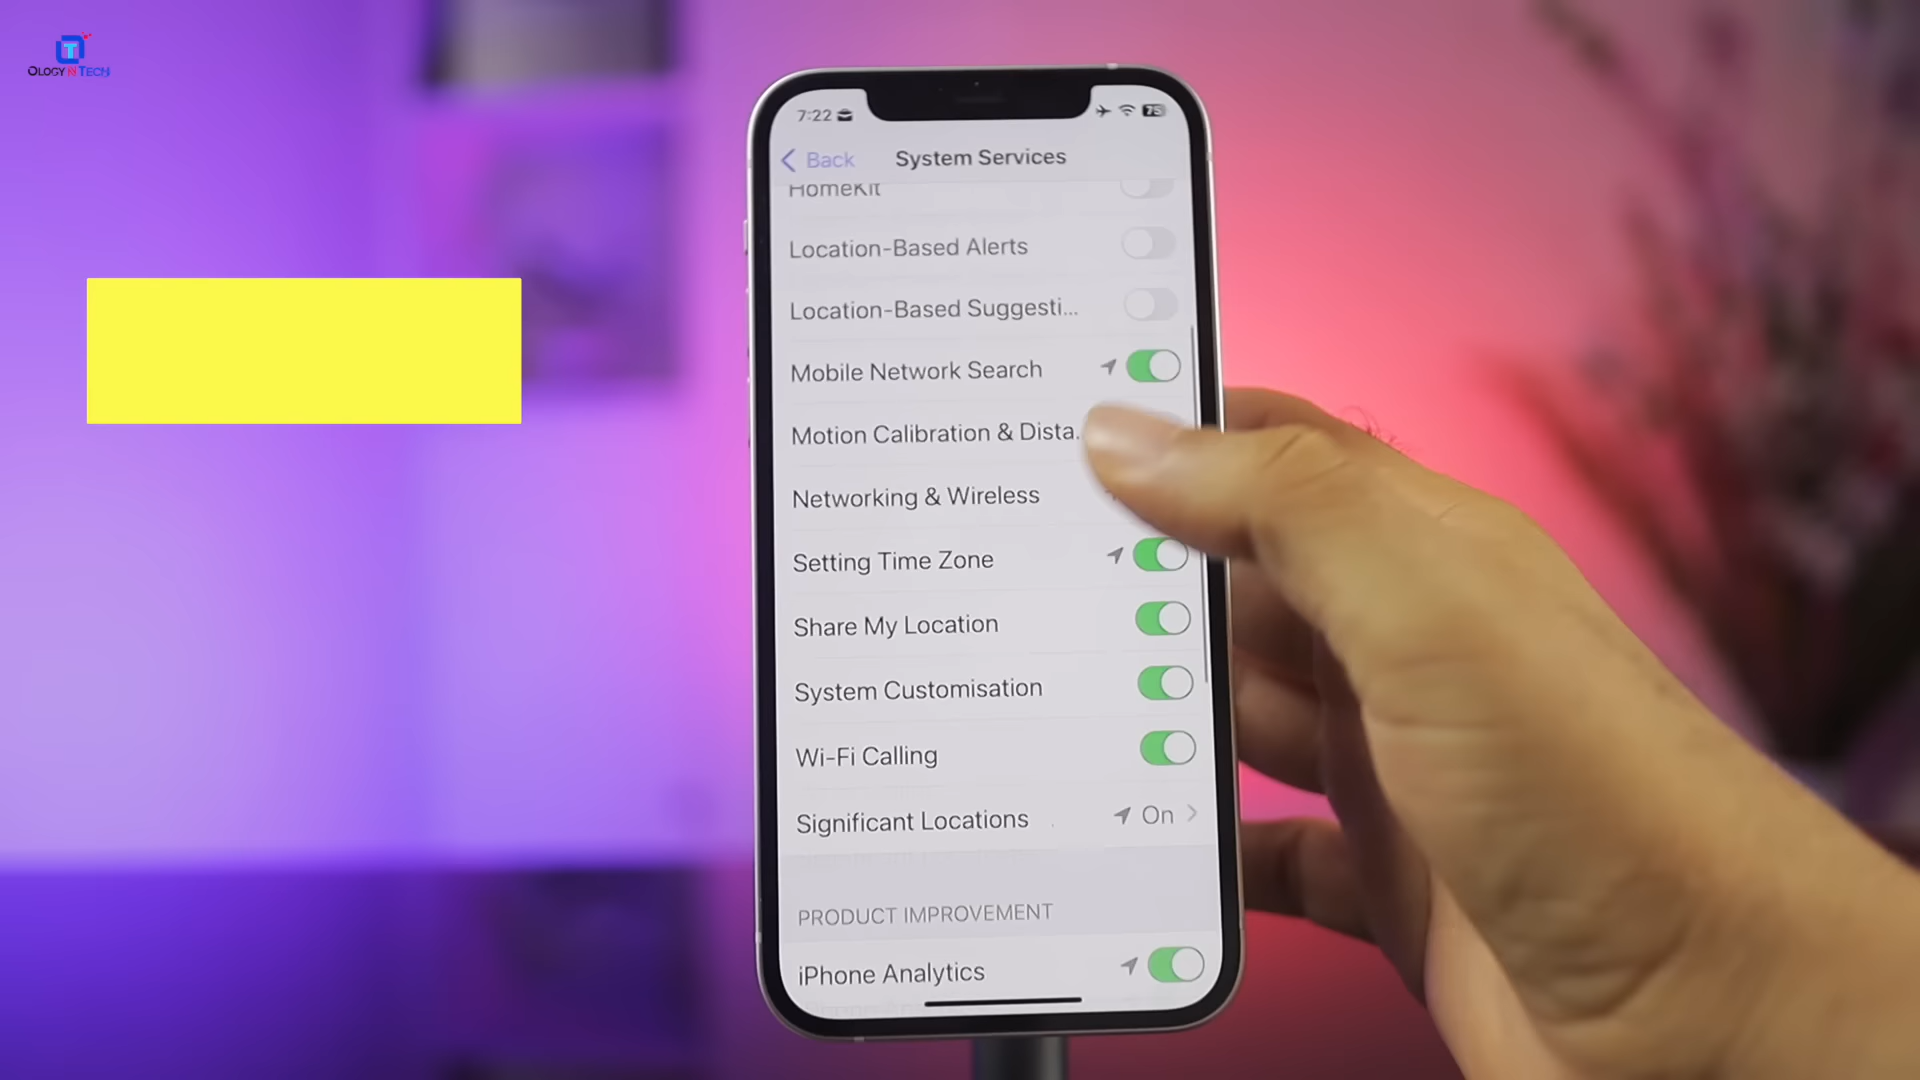 OLOGY N TECH
7:22
75
Back
System Services
HomeKit
Location-Based Alerts
Location-Based Suggesti...
Mobile Network Search
Motion Calibration & Dista.
Networking & Wireless
Setting Time Zone
Share My Location
System Customisation
Wi-Fi Calling
Significant Locations On
PRODUCT IMPROVEMENT
iPhone Analytics